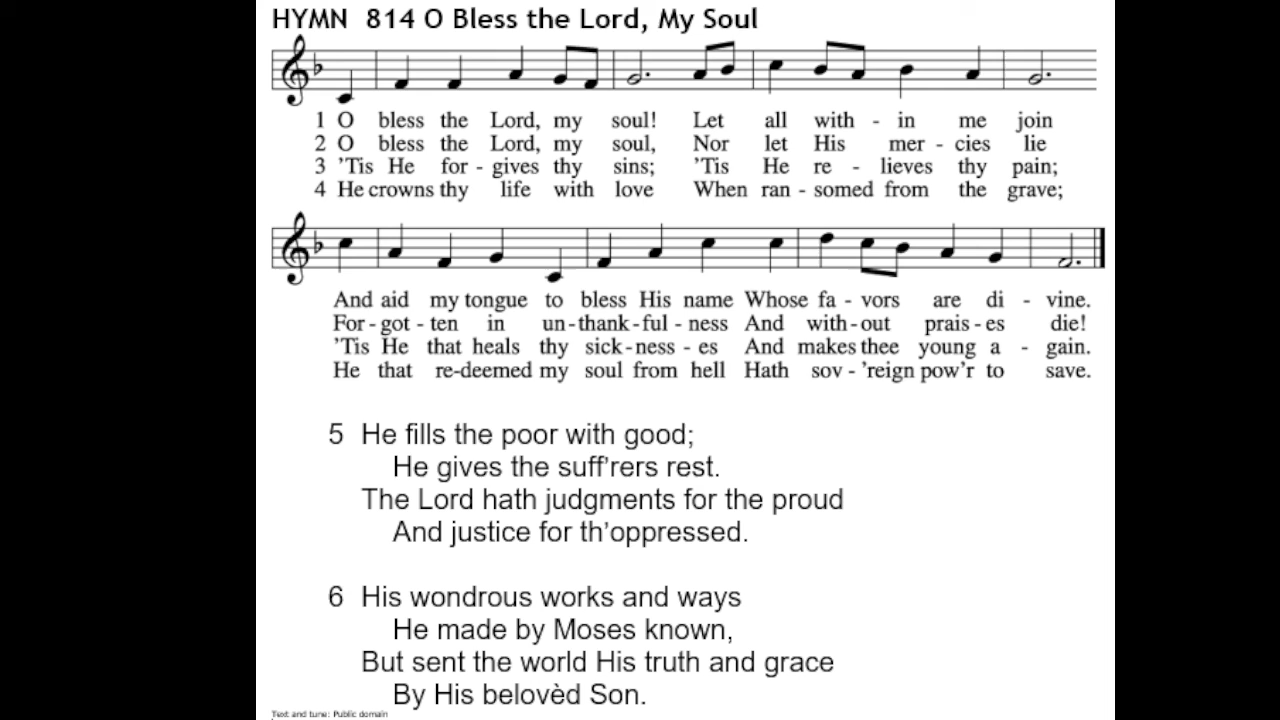 HYMN 814 O Bless the Lord, My Soul
1 O bless the Lord, my soul! Let all with - in me join
2 O bless the Lord, my soul, Nor let His mer - cies lie
3 ’Tis He for - gives thy sins; ’Tis He re - lieves thy pain;
4 He crowns thy life with love When ran - somed from the grave;
And aid my tongue to bless His name Whose fa - vors are di - vine.
For - got - ten in un - thank - ful - ness And with - out prais - es die!
’Tis He that heals thy sick - ness - es And makes thee young a - gain.
He that re - deemed my soul from hell Hath sov - ’reign pow’r to save.
5 He fills the poor with good;
He gives the suff’rers rest.
The Lord hath judgments for the proud
And justice for th’oppressed.
6 His wondrous works and ways
He made by Moses known,
But sent the world His truth and grace
By His belovèd Son.
Text and tune: Public domain